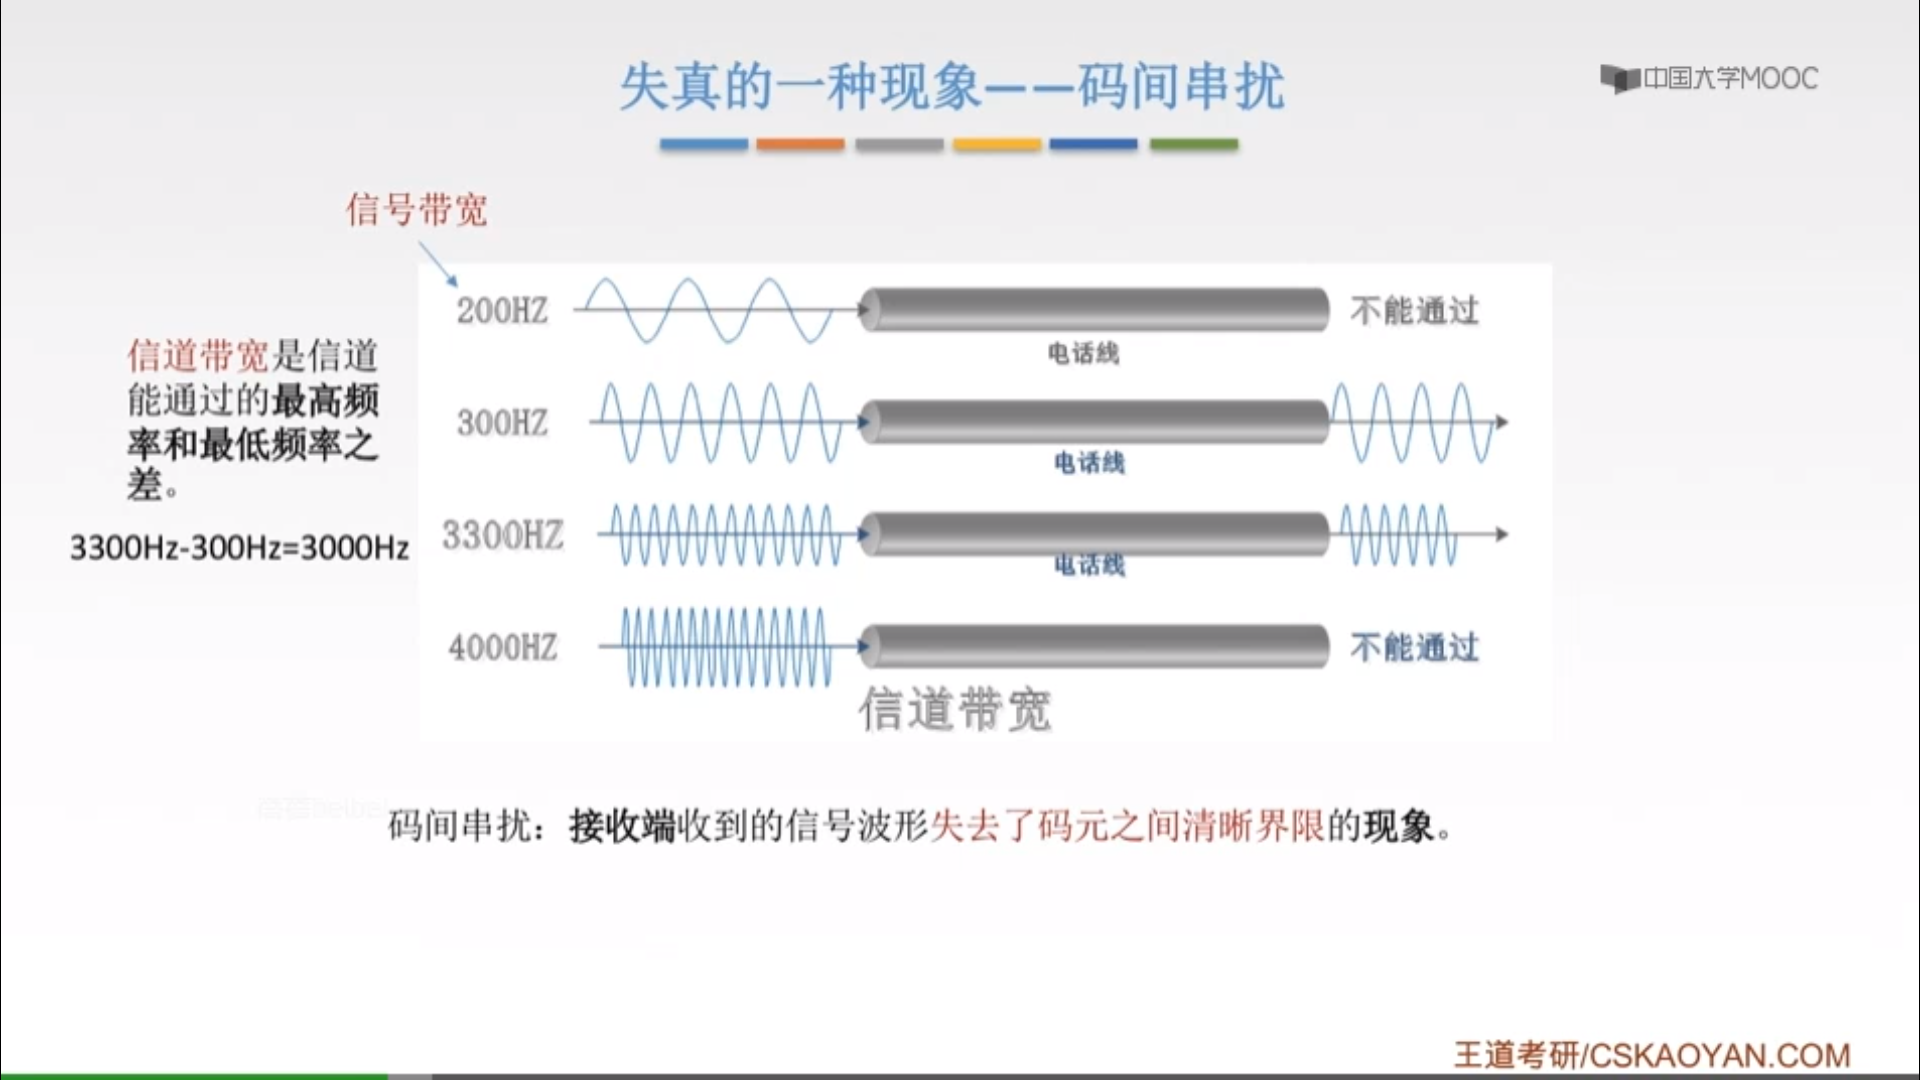 失真的一种现象——码间串扰
中国大学MOOC
信号带宽
200HZ
不能通过
电话线
信道带宽是信道
能通过的最高频
率和最低频率之
差。
300HZ
电话线
3300Hz-300Hz=3000Hz
3300HZ
电话线
4000HZ
不能通过
信道带宽
码间串扰：接收端收到的信号波形失去了码元之间清晰界限的现象。
王道考研/CSKAOYAN.COM